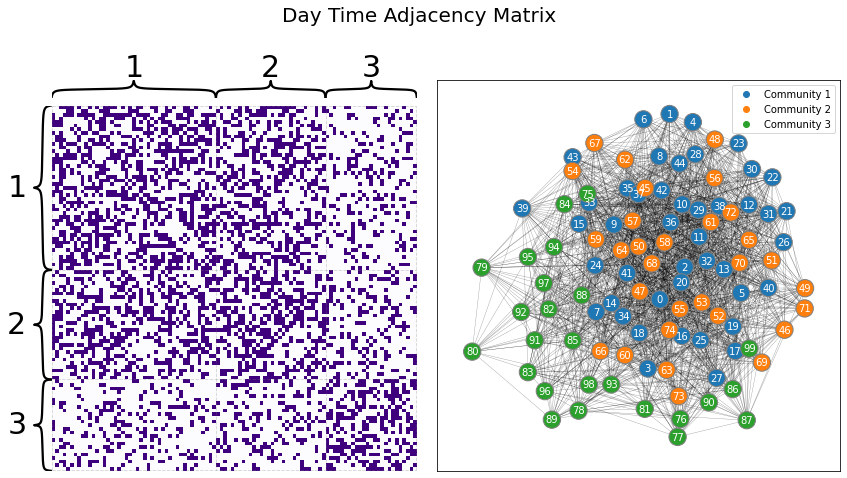 Day Time Adjacency Matrix
1 2 3
1
2
3
Community 1
Community 2
Community 3
6 1 4
67 48 23
43 62 8 44 28
54 30 22
56
35 45 37 42
75 33 84
39 15 9 57 36 10 29 38 61 72 12 31 21
59 64 50 58 11 65 26
94 95 24 41 68 2 32 13 70 51
79 97 88 47 20 5 40 49
92 82 14 7 34 0 55 53 52 71
91 85 18 74 16 25 19 46
80 66 60 17 99 69
83 98 93 3 63 27 86
96 73 90
89 78 81 76 87
77